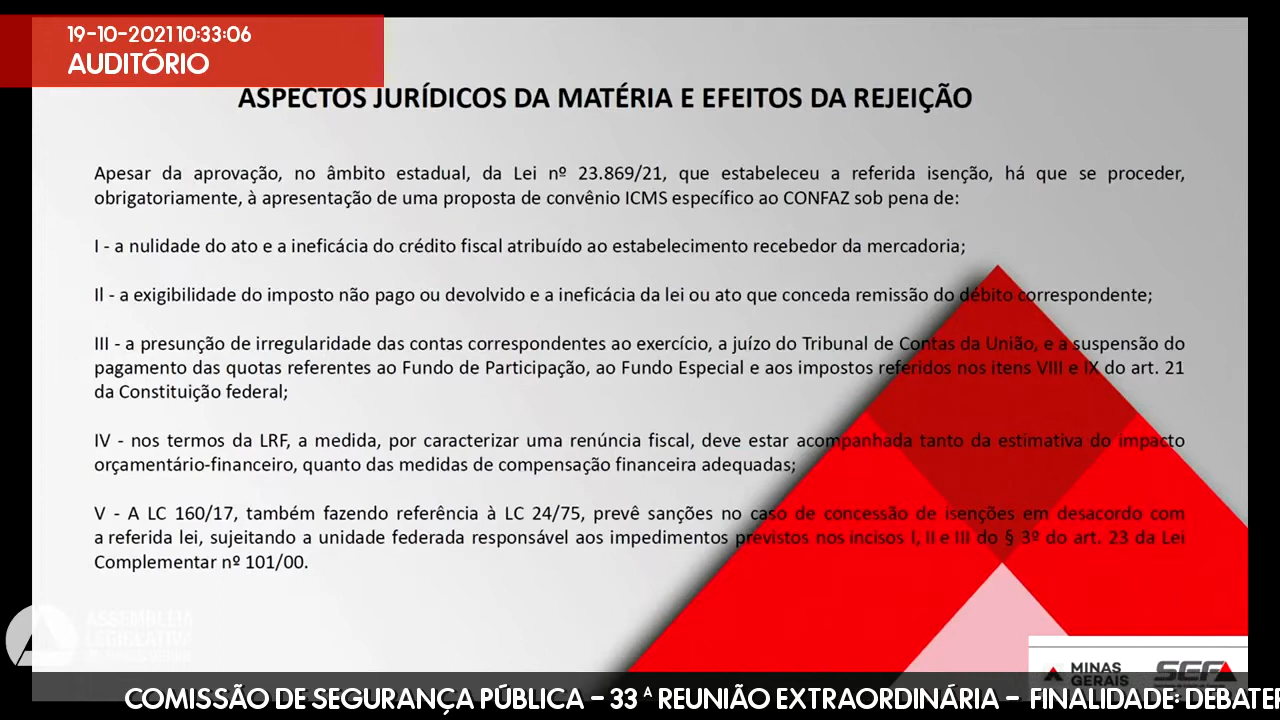 19-10-2021 10:33:06
AUDITÓRIO
ASPECTOS JURÍDICOS DA MATÉRIA E EFEITOS DA REJEIÇÃO
Apesar da aprovação, no âmbito estadual, da Lei nº 23.869/21, que estabeleceu a referida isenção, há que se proceder,
obrigatoriamente, à apresentação de uma proposta de convênio ICMS específico ao CONFAZ sob pena de:
I - a nulidade do ato e a ineficácia do crédito fiscal atribuído ao estabelecimento recebedor da mercadoria;
Il - a exigibilidade do imposto não pago ou devolvido e a ineficácia da lei ou ato que conceda remissão do débito correspondente;
III - a presunção de irregularidade das contas correspondentes ao exercício, a juízo do Tribunal de Contas da União, e a suspensão do
pagamento das quotas referentes ao Fundo de Participação, ao Fundo Especial e aos impostos referidos nos itens VIII e IX do art. 21
da Constituição federal;
IV - nos termos da LRF, a medida, por caracterizar uma renúncia fiscal, deve estar acompanhada tanto da estimativa do impacto
orçamentário-financeiro, quanto das medidas de compensação financeira adequadas;
V - A LC 160/17, também fazendo referência à LC 24/75, prevê sanções no caso de concessão de isenções em desacordo com
a referida lei, sujeitando a unidade federada responsável aos impedimentos previstos nos incisos I, II e III do § 3º do art. 23 da Lei
Complementar nº 101/00.
ASSEMBLEIA
LEGISLATIVA
MINAS
GERAIS
SEF
COMISSÃO DE SEGURANÇA PÚBLICA - 33ª REUNIÃO EXTRAORDINÁRIA - FINALIDADE: DEBATER